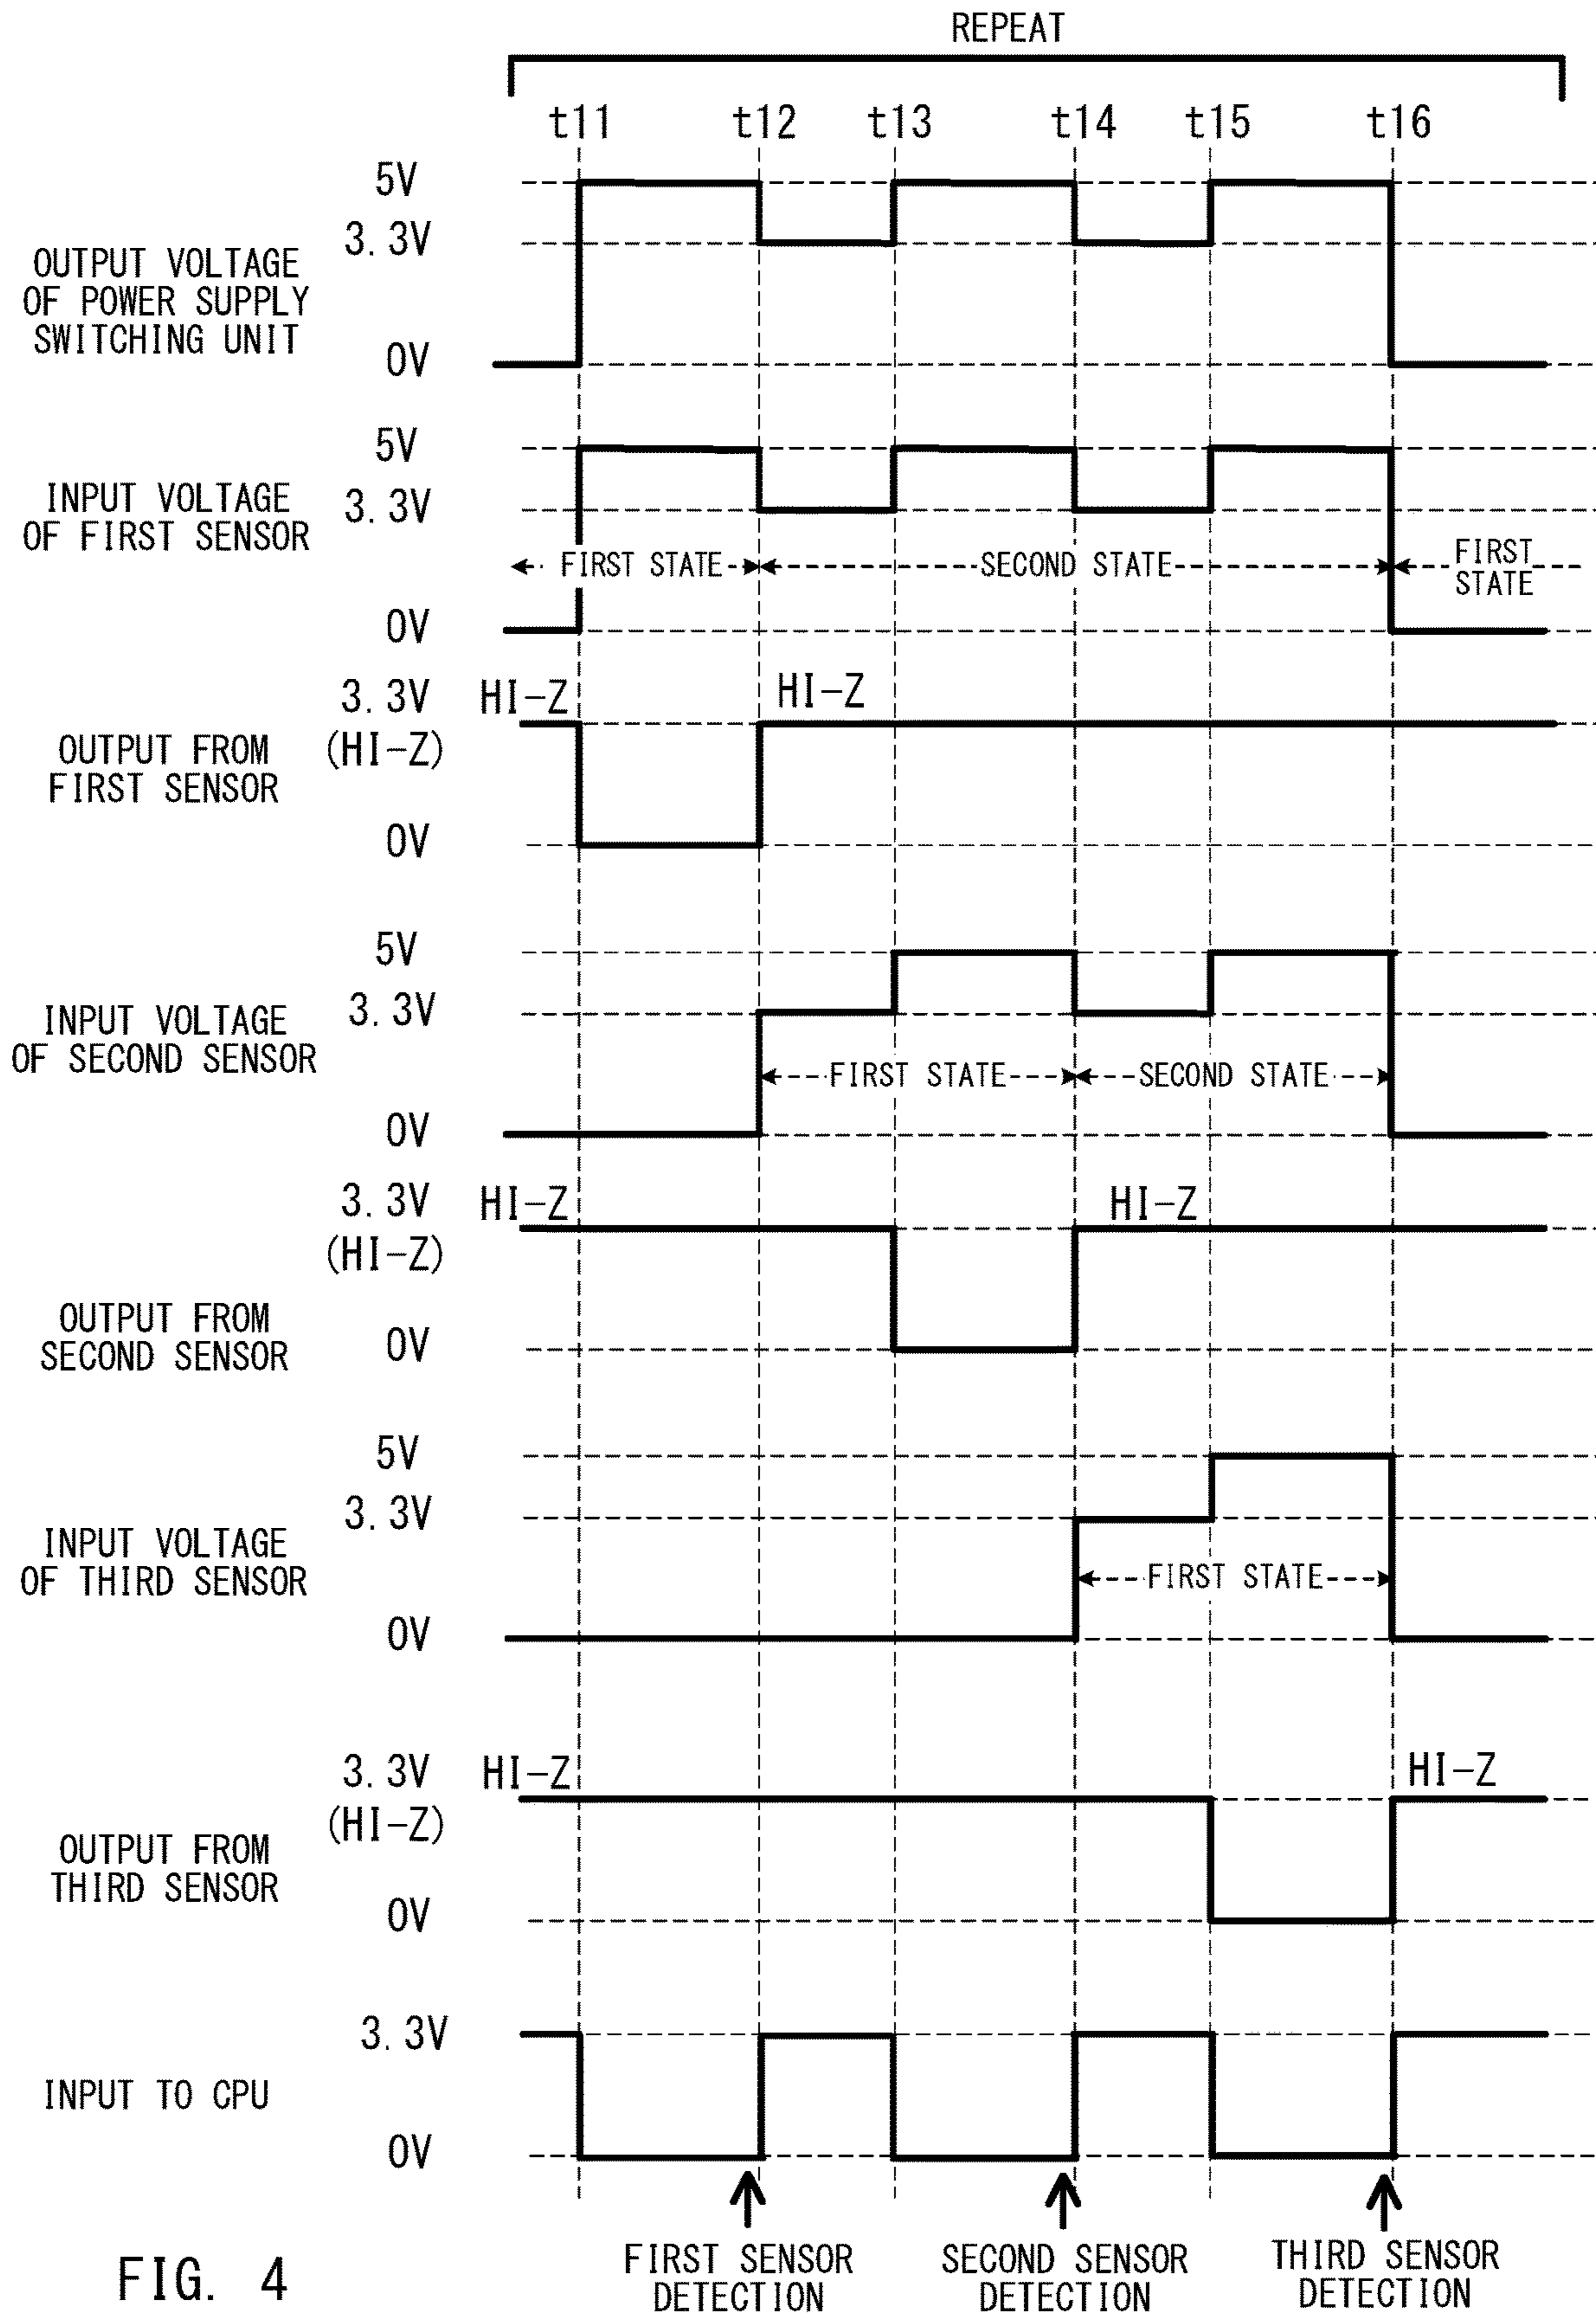 REPEAT
t11 t12 t13 t14 t15 t16
5V
3.3V
OUTPUT VOLTAGE
OF POWER SUPPLY
SWITCHING UNIT
0V
5V
INPUT VOLTAGE
OF FIRST SENSOR
3.3V
FIRST STATE
SECOND STATE
FIRST
STATE
0V
3.3V
(HI-Z)
HI-Z
HI-Z
OUTPUT FROM
FIRST SENSOR
0V
5V
3.3V
INPUT VOLTAGE
OF SECOND SENSOR
FIRST STATE
SECOND STATE
0V
3.3V
(HI-Z)
HI-Z
HI-Z
OUTPUT FROM
SECOND SENSOR
0V
5V
3.3V
INPUT VOLTAGE
OF THIRD SENSOR
FIRST STATE
0V
3.3V
(HI-Z)
HI-Z
HI-Z
OUTPUT FROM
THIRD SENSOR
0V
3.3V
INPUT TO CPU
0V
FIRST SENSOR
DETECTION
SECOND SENSOR
DETECTION
THIRD SENSOR
DETECTION
FIG. 4